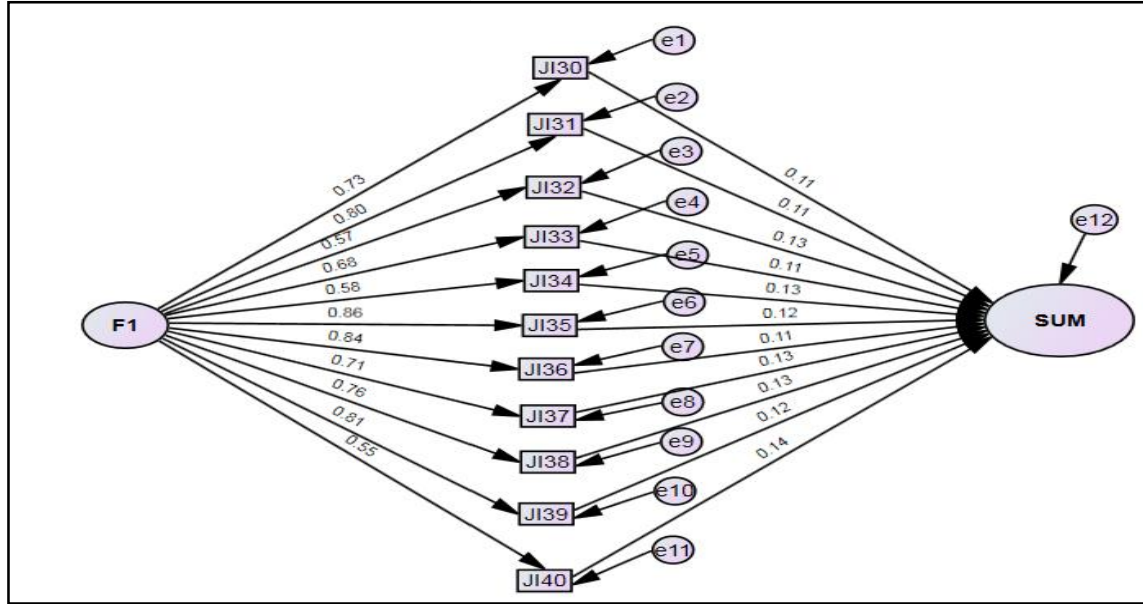 e1
JI30
e2
JI31
e3
JI32
e4
JI33
e5
JI34
e6
JI35
e7
JI36
e8
JI37
e9
JI38
e10
JI39
e11
JI40
F1
0.73
0.80
0.57
0.68
0.58
0.86
0.84
0.71
0.76
0.81
0.55
0.11
0.11
0.13
0.11
0.13
0.12
0.11
0.13
0.13
0.12
0.14
e12
SUM